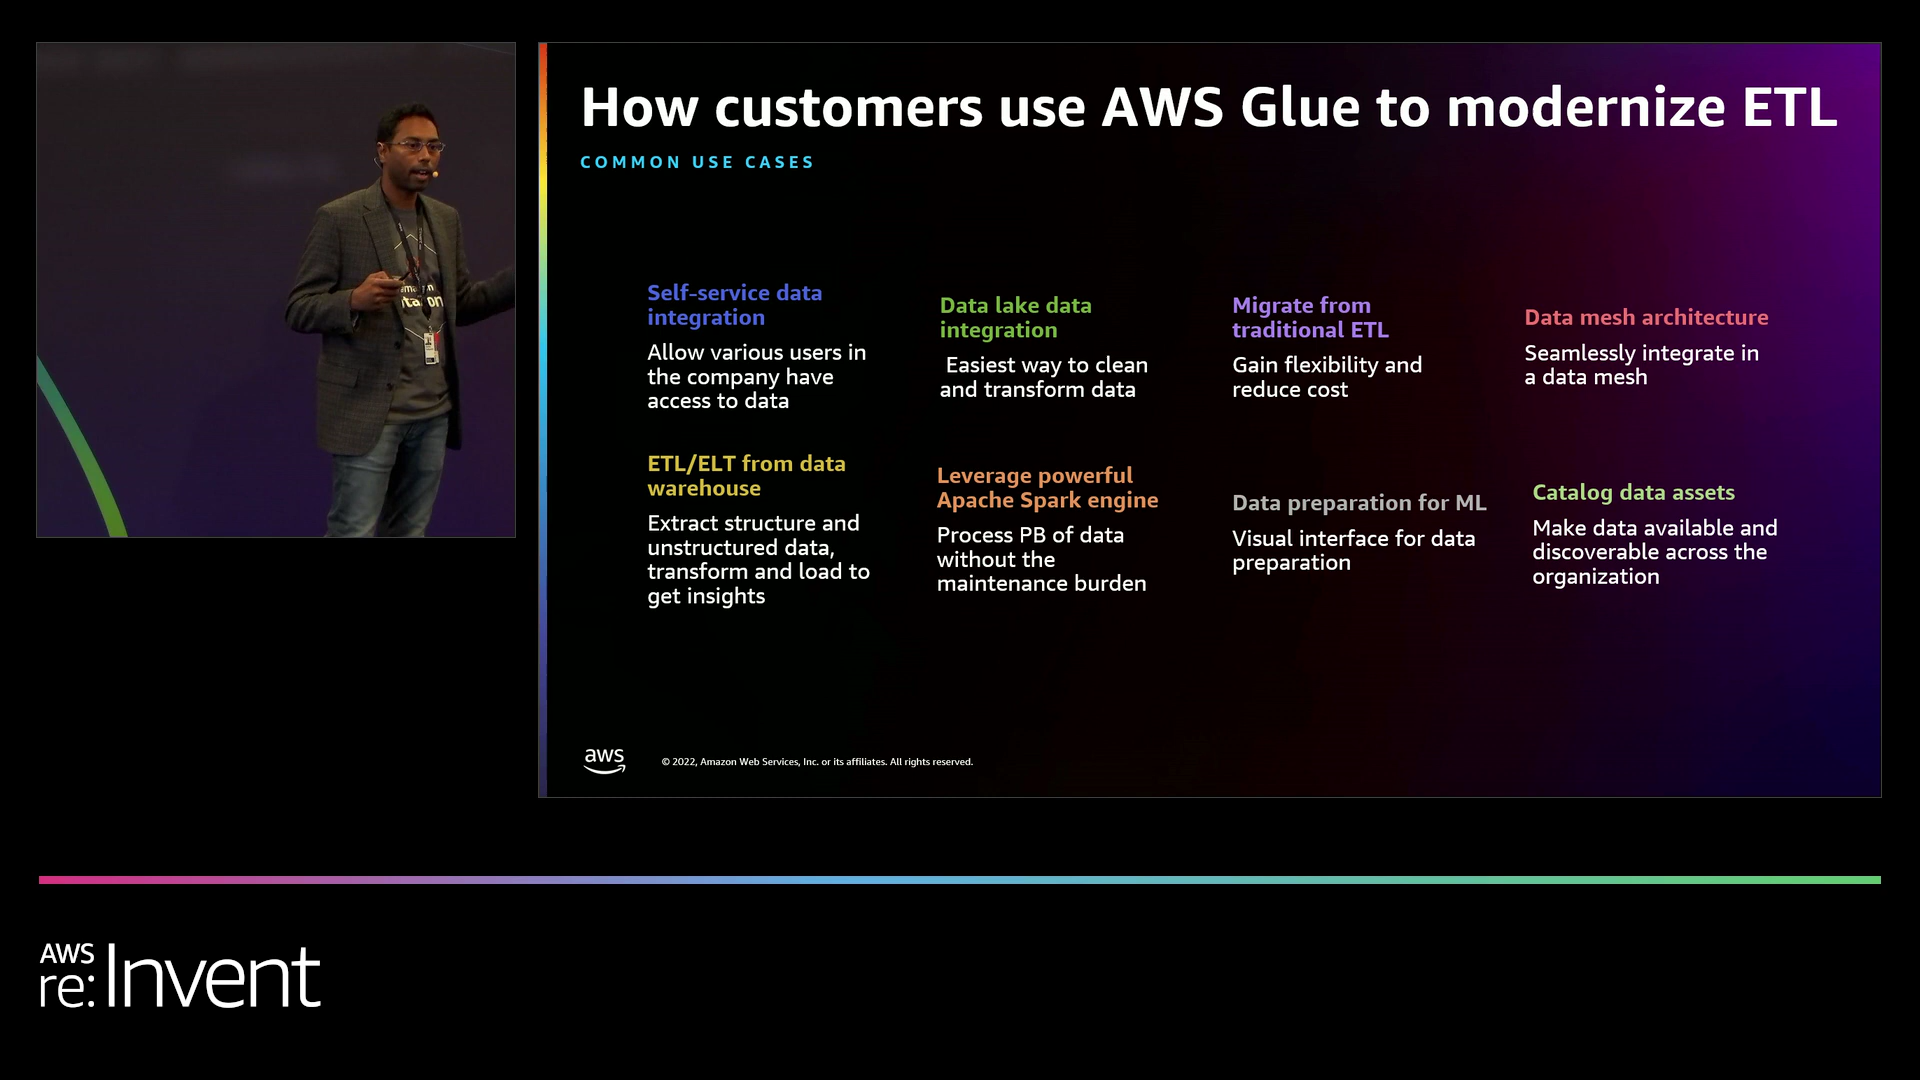 How customers use AWS Glue to modernize ETL
COMMON USE CASES
Self-service data
integration
Allow various users in
the company have
access to data
Data lake data
integration
Easiest way to clean
and transform data
Migrate from
traditional ETL
Gain flexibility and
reduce cost
Data mesh architecture
Seamlessly integrate in
a data mesh
ETL/ELT from data
warehouse
Extract structure and
unstructured data,
transform and load to
get insights
Leverage powerful
Apache Spark engine
Process PB of data
without the
maintenance burden
Data preparation for ML
Visual interface for data
preparation
Catalog data assets
Make data available and
discoverable across the
organization
aws
© 2022, Amazon Web Services, Inc. or its affiliates. All rights reserved.
AWS
re:Invent